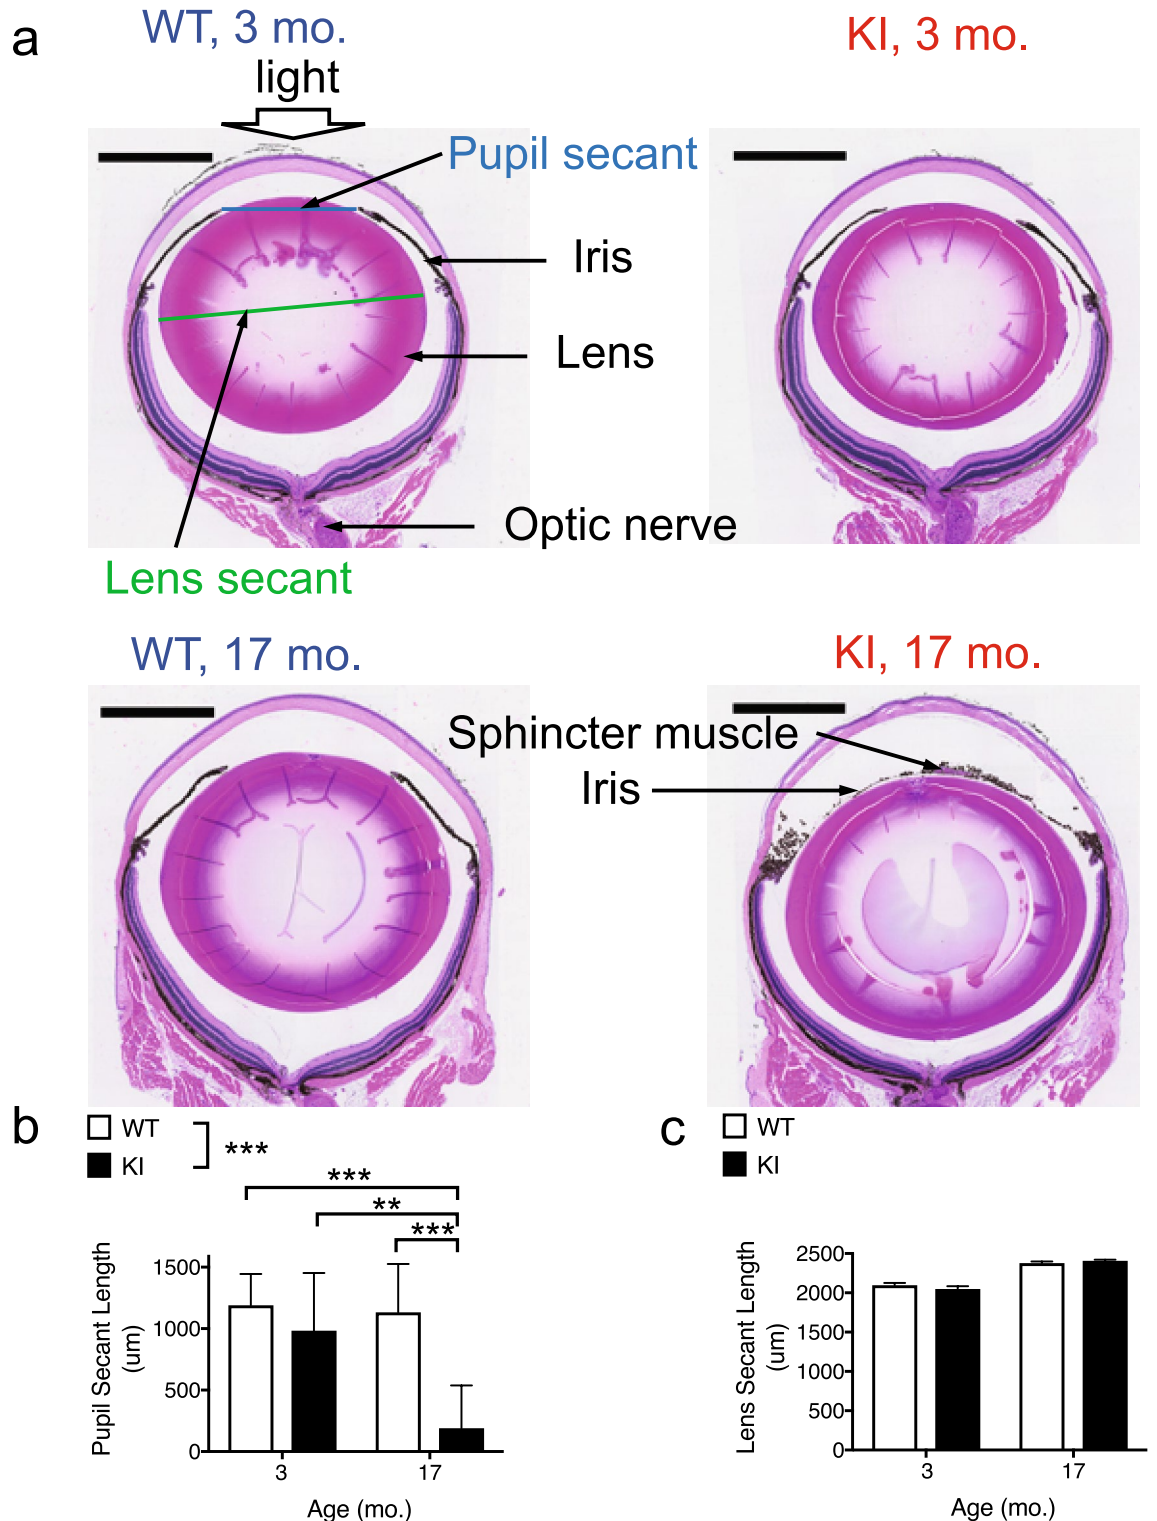 a
WT, 3 mo.
KI, 3 mo.
light
Pupil secant
Iris
Lens
Optic nerve
Lens secant
WT, 17 mo.
KI, 17 mo.
Sphincter muscle
Iris
b
WT
KI
***
***
**
***
Pupil Secant Length
(um)
1500
1000
500
0
3
17
Age (mo.)
c
WT
KI
Lens Secant Length
(um)
2500
2000
1500
1000
500
0
3
17
Age (mo.)